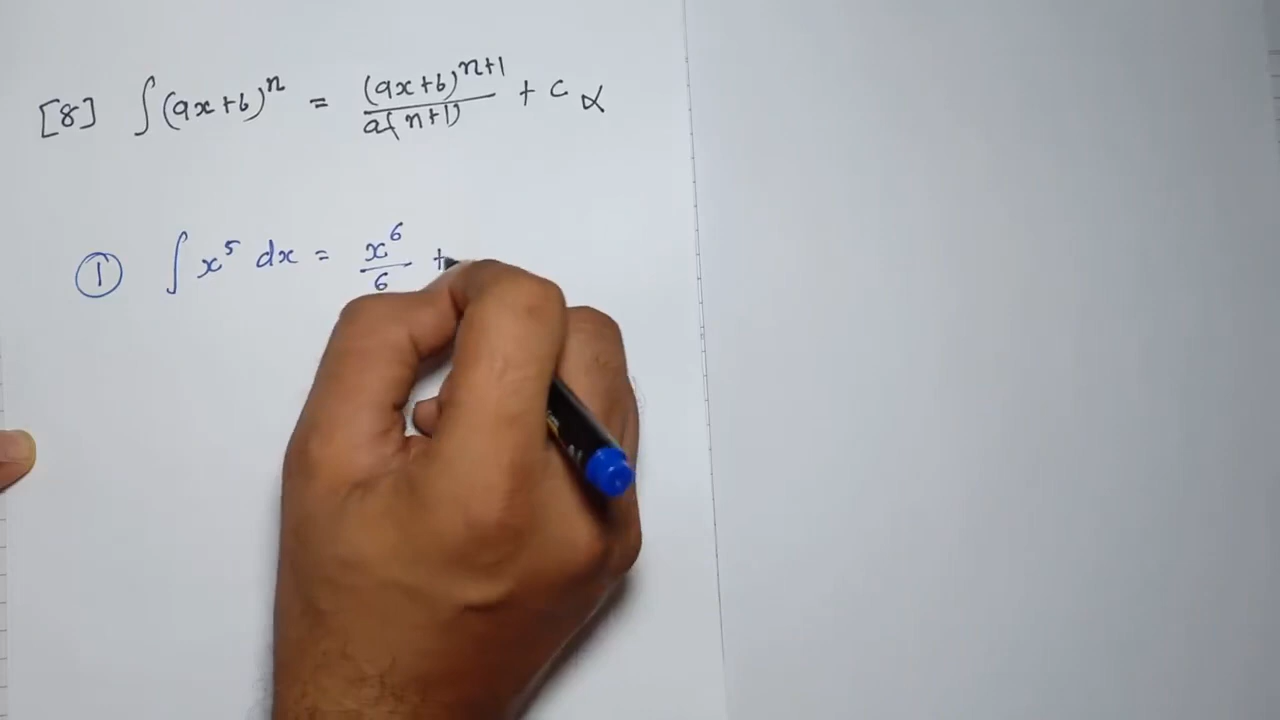 [8] ∫(ax+b)^n = (ax+b)^(n+1) / a(n+1) + c α
① ∫ x^5 dx = x^6 / 6 +